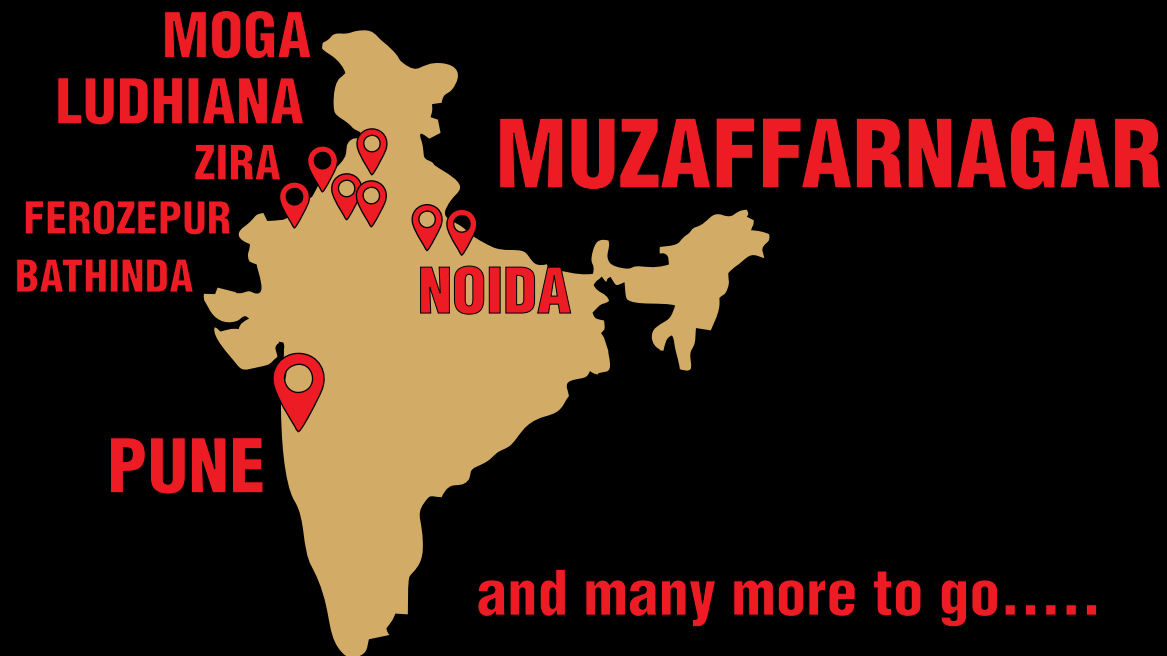 MOGA
LUDHIANA
ZIRA
FEROZEPUR
BATHINDA
MUZAFFARNAGAR
NOIDA
PUNE
and many more to go.....